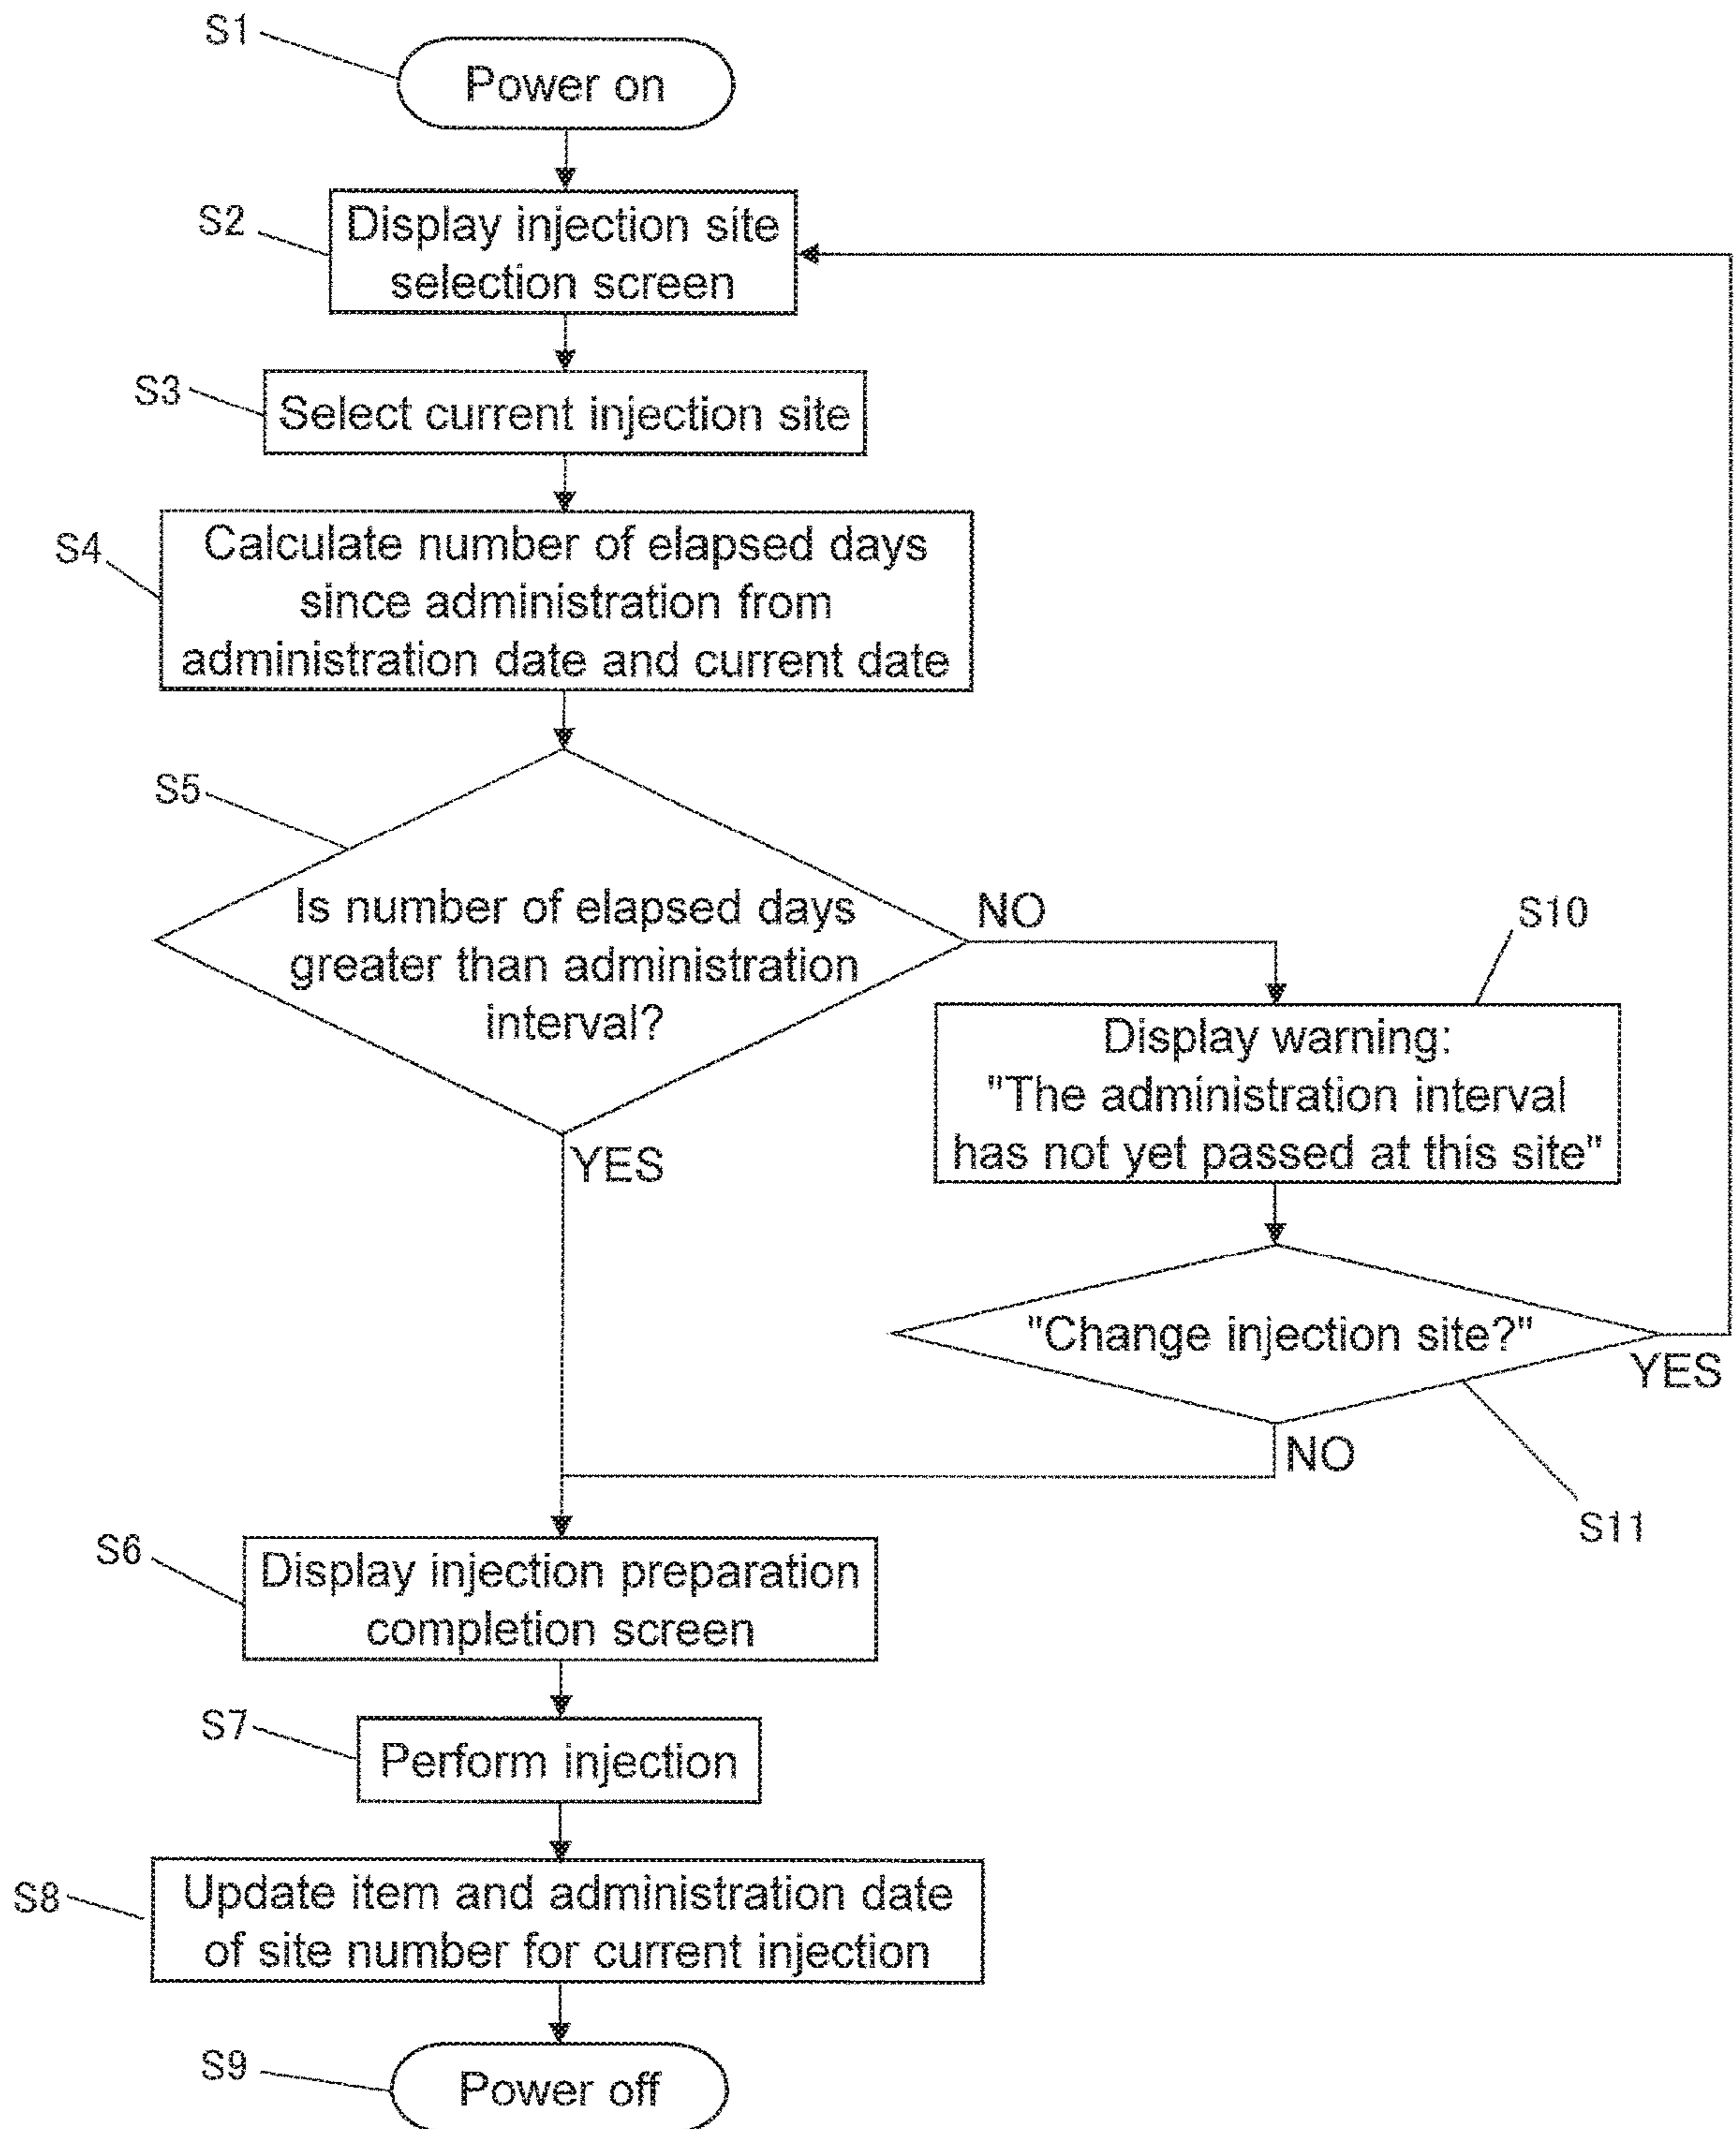 S1
Power on
S2
Display injection site
selection screen
S3
Select current injection site
S4
Calculate number of elapsed days
since administration from
administration date and current date
S5
Is number of elapsed days
greater than administration
interval?
NO
YES
S10
Display warning:
"The administration interval
has not yet passed at this site"
"Change injection site?"
YES
NO
S11
S6
Display injection preparation
completion screen
S7
Perform injection
S8
Update item and administration date
of site number for current injection
S9
Power off